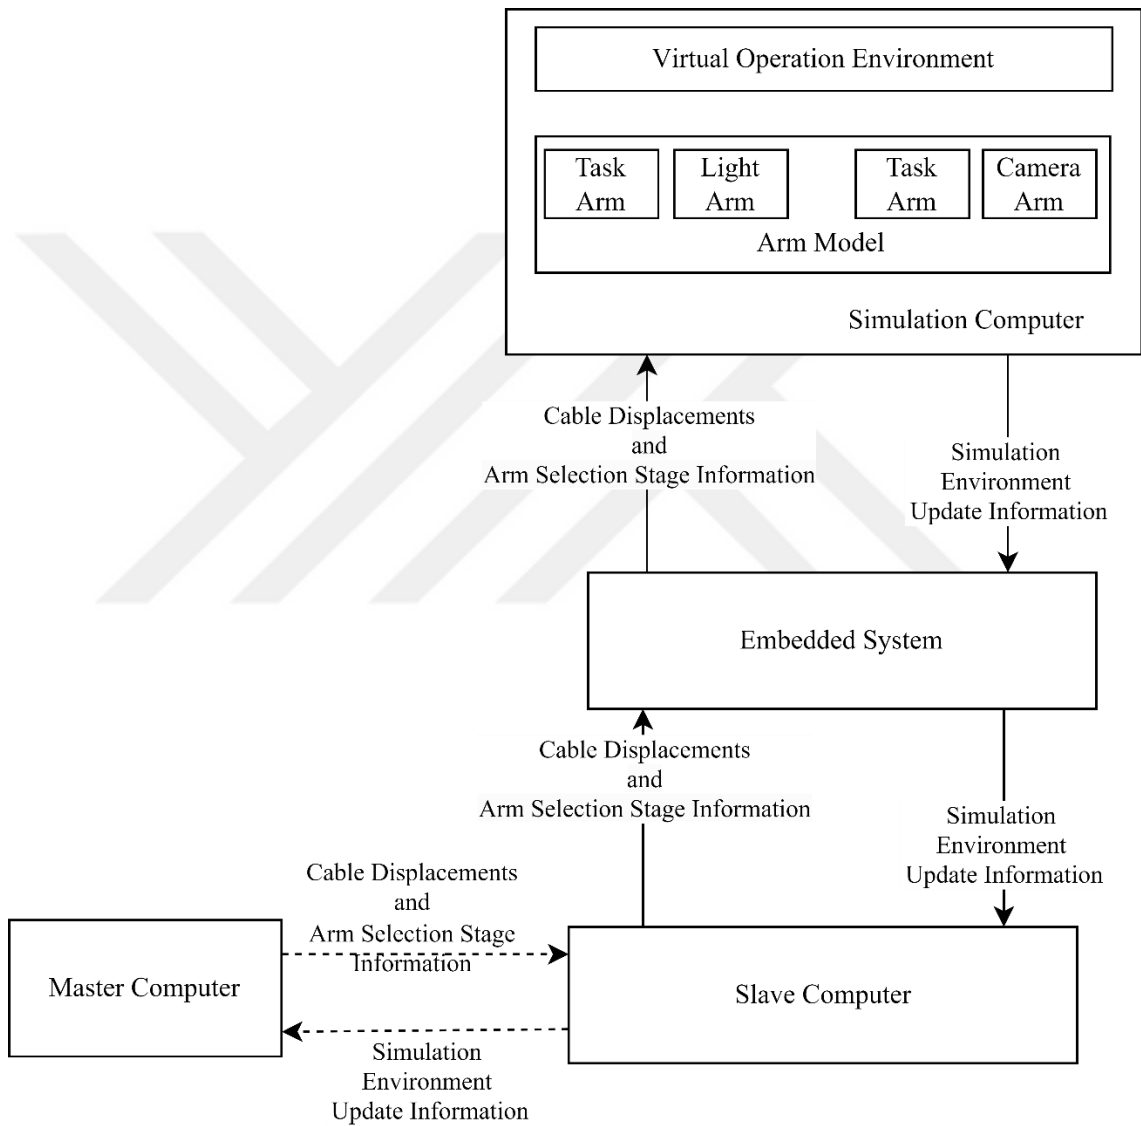 Virtual Operation Environment
Task
Arm
Light
Arm
Task
Arm
Camera
Arm
Arm Model
Simulation Computer
Cable Displacements
and
Arm Selection Stage Information
Simulation
Environment
Update Information
Embedded System
Cable Displacements
and
Arm Selection Stage Information
Simulation
Environment
Update Information
Cable Displacements
and
Arm Selection Stage
Information
Master Computer
Slave Computer
Simulation
Environment
Update Information